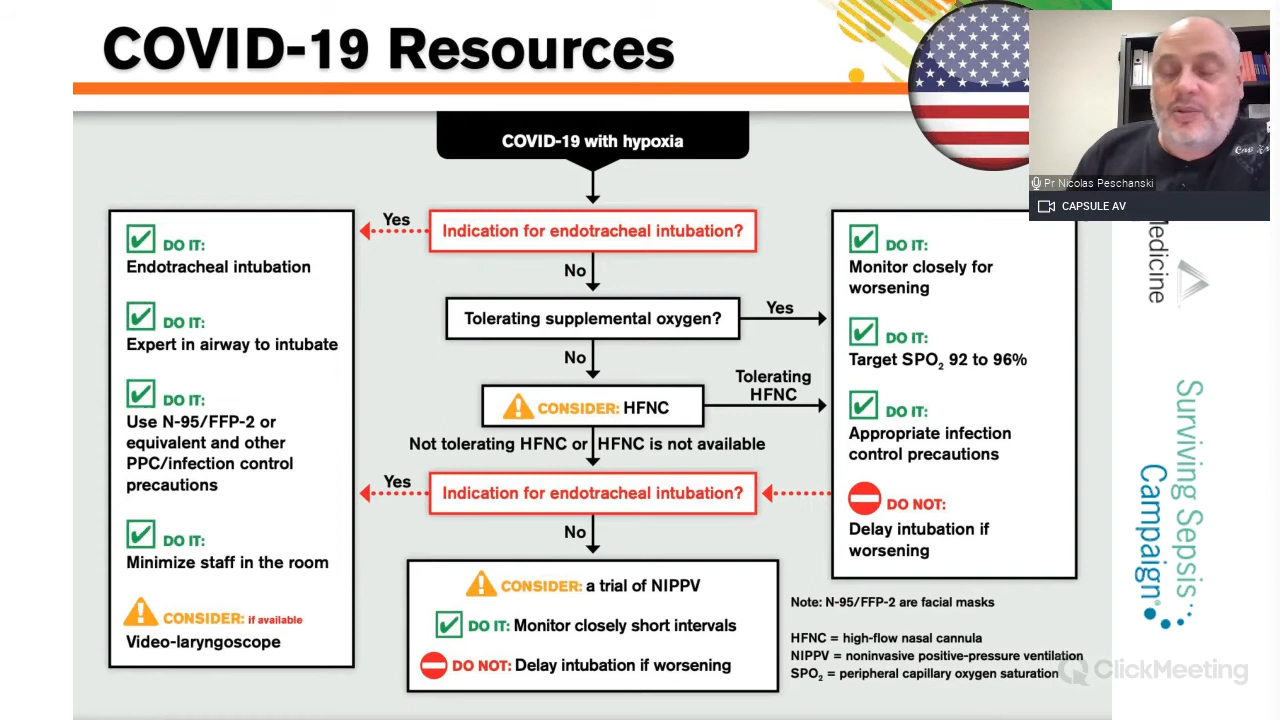 COVID-19 Resources
Pr Nicolas Peschanski
CAPSULE AV
COVID-19 with hypoxia
Indication for endotracheal intubation?
Yes
No
Tolerating supplemental oxygen?
Yes
No
CONSIDER: HFNC
Tolerating
HFNC
Not tolerating HFNC or HFNC is not available
Indication for endotracheal intubation?
Yes
No
CONSIDER: a trial of NIPPV
DO IT: Monitor closely short intervals
DO NOT: Delay intubation if worsening
DO IT:
Endotracheal intubation
DO IT:
Expert in airway to intubate
DO IT:
Use N-95/FFP-2 or
equivalent and other
PPC/infection control
precautions
DO IT:
Minimize staff in the room
CONSIDER: if available
Video-laryngoscope
DO IT:
Monitor closely for
worsening
DO IT:
Target SPO₂ 92 to 96%
DO IT:
Appropriate infection
control precautions
DO NOT:
Delay intubation if
worsening
Note: N-95/FFP-2 are facial masks
HFNC = high-flow nasal cannula
NIPPV = noninvasive positive-pressure ventilation
SPO₂ = peripheral capillary oxygen saturation
Medicine
Surviving Sepsis
Campaign
ClickMeeting